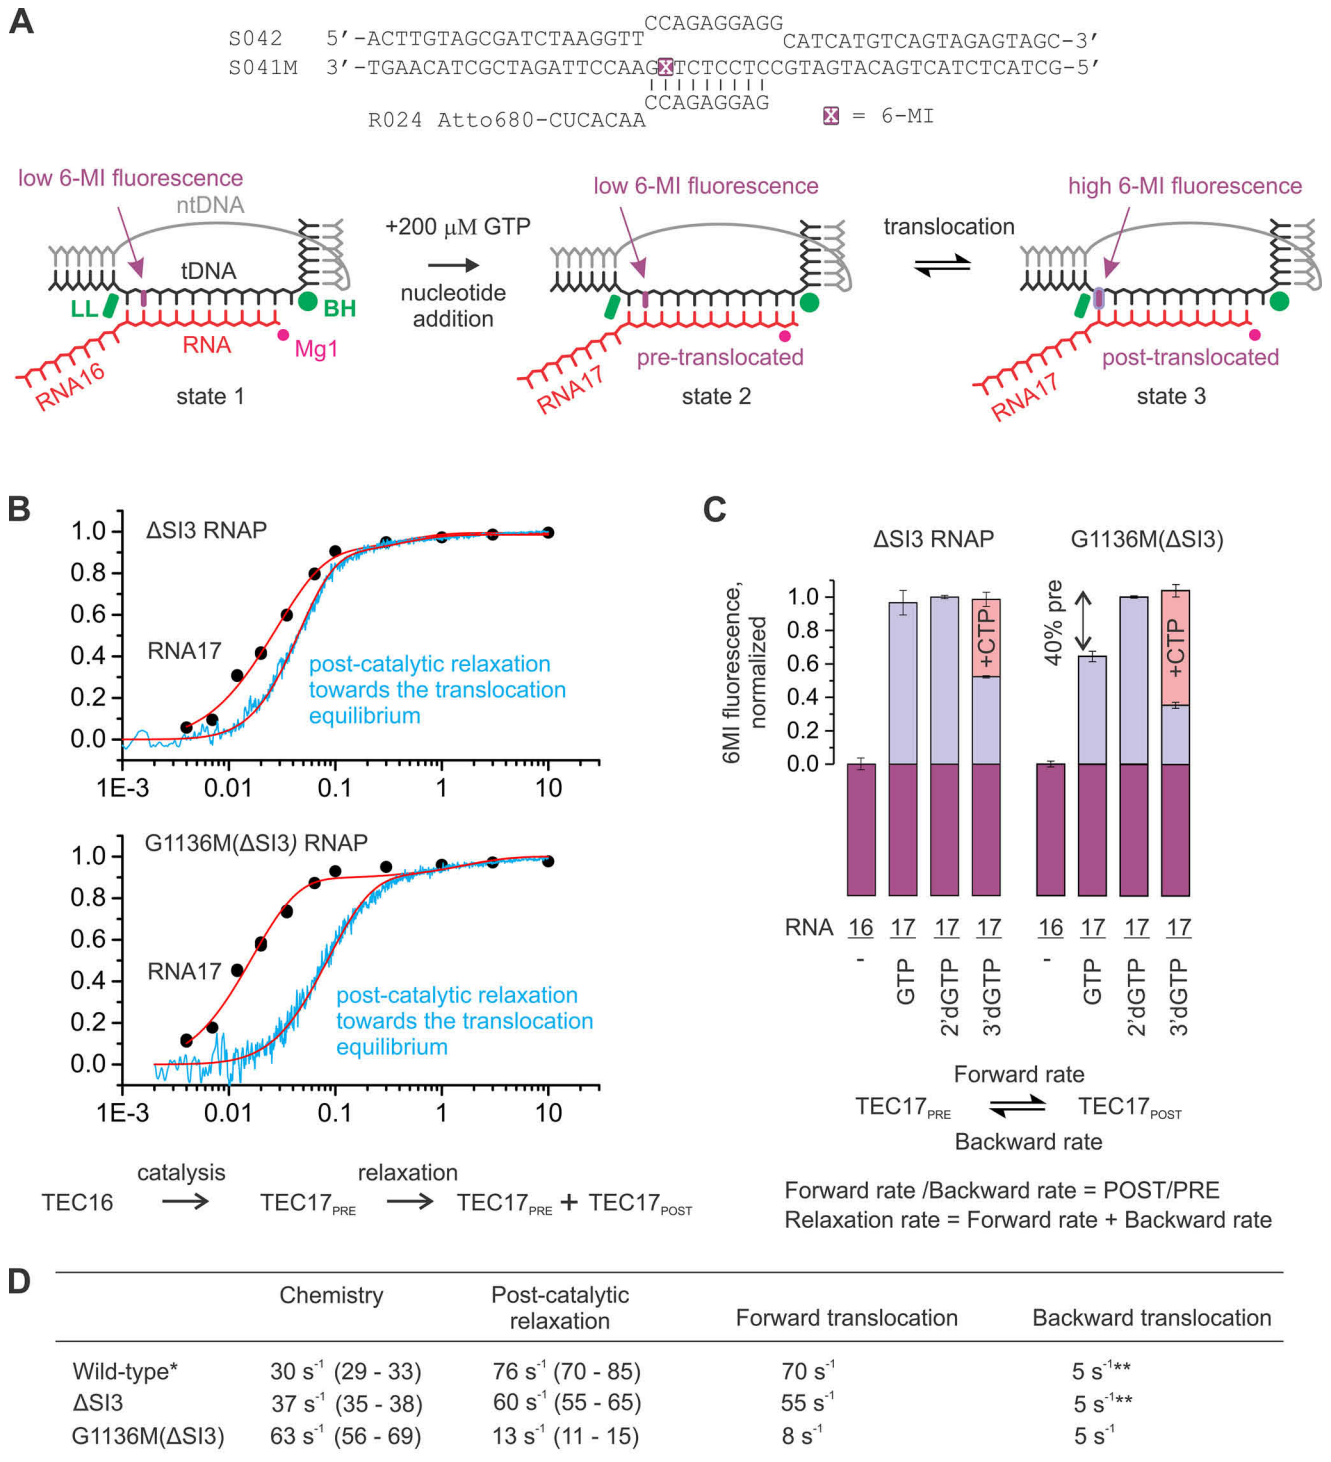 A
CCAGAGGAGG
S042 5’-ACTTGTAGCGATCTAAGGTT CATCATGTCAGTAGAGTAGC-3’
S041M 3’-TGAACATCGCTAGATTCCAAGXTCTCCTCCGTAGTACAGTCATCTCATCG-5’
CCAGAGGAG
R024 Atto680-CUCACAA
X = 6-MI
low 6-MI fluorescence
ntDNA
tDNA
LL
BH
RNA
Mg1
RNA16
state 1
+200 μM GTP
nucleotide
addition
low 6-MI fluorescence
pre-translocated
RNA17
state 2
translocation
high 6-MI fluorescence
post-translocated
RNA17
state 3
B
ΔSI3 RNAP
1.0
0.8
0.6
0.4
0.2
0.0
RNA17
post-catalytic relaxation
towards the translocation
equilibrium
1E-3 0.01 0.1 1 10
G1136M(ΔSI3) RNAP
1.0
0.8
0.6
0.4
0.2
0.0
RNA17
post-catalytic relaxation
towards the translocation
equilibrium
1E-3 0.01 0.1 1 10
catalysis relaxation
TEC16 TEC17PRE TEC17PRE + TEC17POST
C
ΔSI3 RNAP G1136M(ΔSI3)
6MI fluorescence,
normalized
1.0
0.8
0.6
0.4
0.2
0.0
+CTP
40% pre
+CTP
RNA 16 17 17 17 16 17 17 17
- GTP 2’dGTP 3’dGTP - GTP 2’dGTP 3’dGTP
Forward rate
TEC17PRE TEC17POST
Backward rate
Forward rate /Backward rate = POST/PRE
Relaxation rate = Forward rate + Backward rate
D
Chemistry Post-catalytic relaxation Forward translocation Backward translocation
Wild-type* 30 s-1 (29 - 33) 76 s-1 (70 - 85) 70 s-1 5 s-1**
ΔSI3 37 s-1 (35 - 38) 60 s-1 (55 - 65) 55 s-1 5 s-1**
G1136M(ΔSI3) 63 s-1 (56 - 69) 13 s-1 (11 - 15) 8 s-1 5 s-1